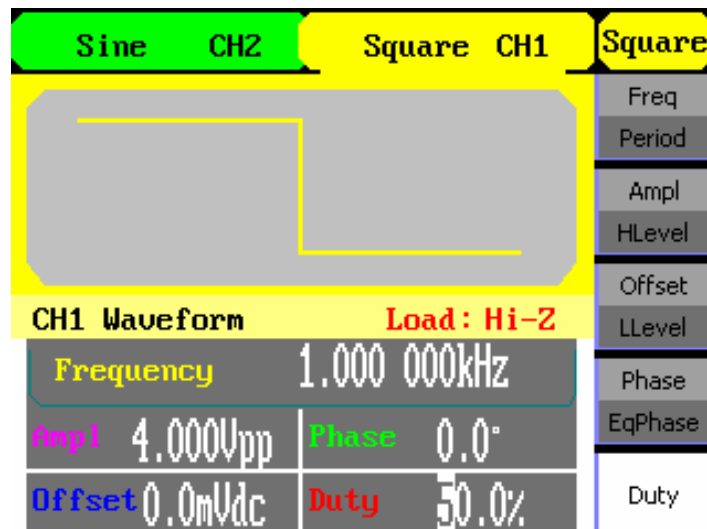 Sine CH2 Square CH1 Square
Freq
Period
Ampl
HLevel
Offset
LLevel
Phase
EqPhase
Duty
CH1 Waveform Load: Hi-Z
Frequency 1.000 000kHz
Ampl 4.000Vpp Phase 0.0°
Offset 0.0mVdc Duty 50.0%